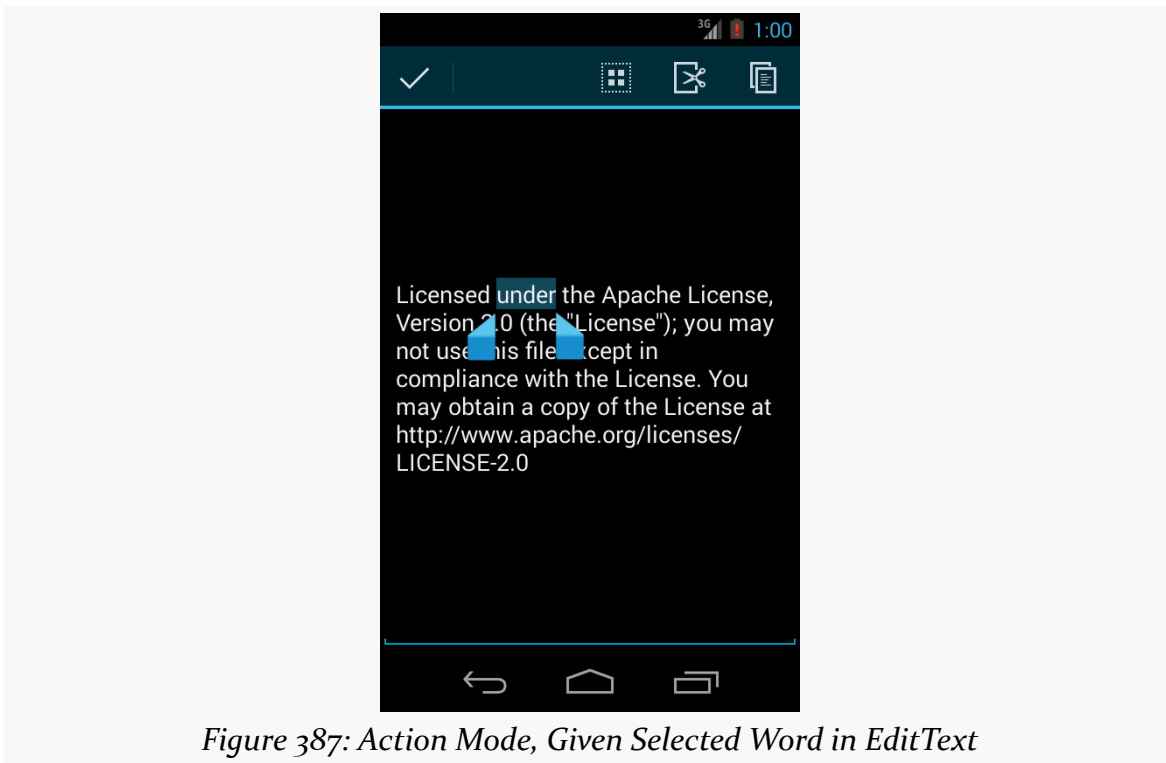 3G 1:00
Licensed under the Apache License,
Version 2.0 (the "License"); you may
not use this file except in
compliance with the License. You
may obtain a copy of the License at
http://www.apache.org/licenses/
LICENSE-2.0
Figure 387: Action Mode, Given Selected Word in EditText